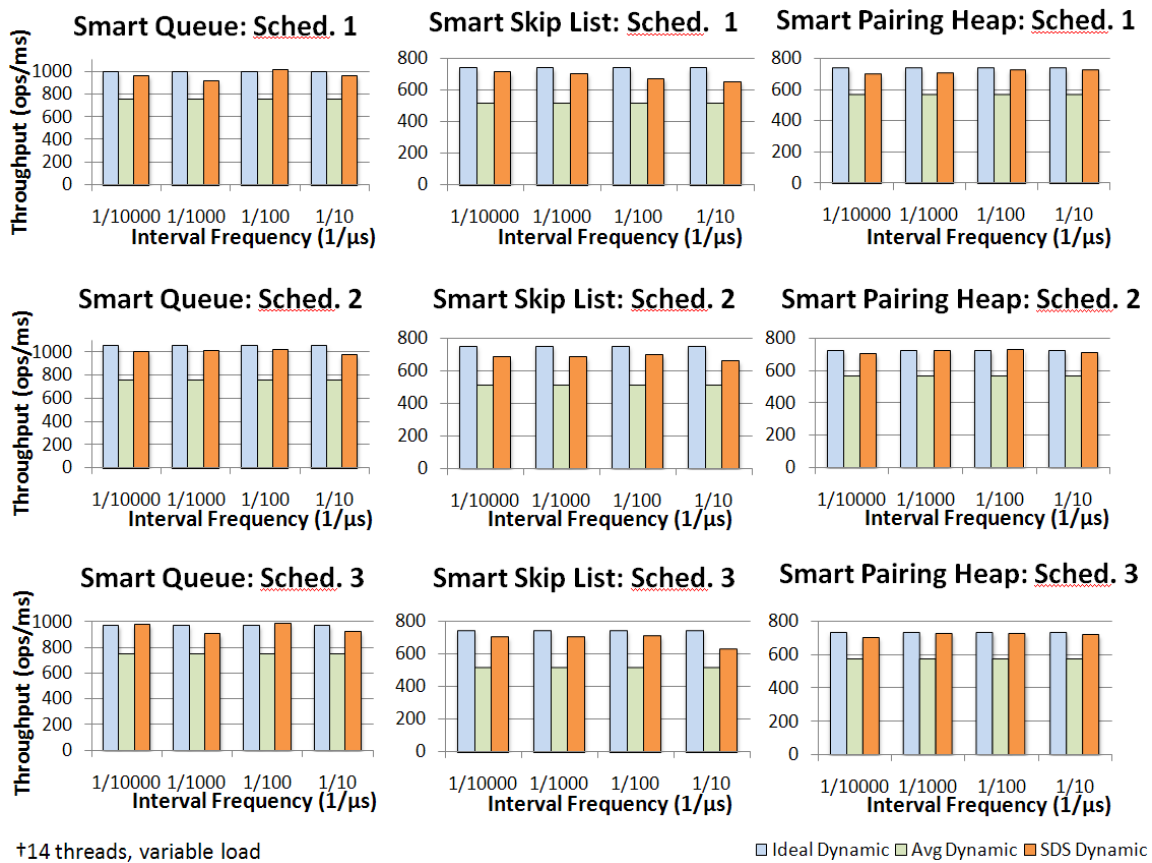 Smart Queue: Sched. 1
Throughput (ops/ms)
1000
800
600
400
200
0
1/10000 1/1000 1/100 1/10
Interval Frequency (1/µs)
Smart Skip List: Sched. 1
800
600
400
200
0
1/10000 1/1000 1/100 1/10
Interval Frequency (1/µs)
Smart Pairing Heap: Sched. 1
800
600
400
200
0
1/10000 1/1000 1/100 1/10
Interval Frequency (1/µs)
Smart Queue: Sched. 2
Throughput (ops/ms)
1000
800
600
400
200
0
1/10000 1/1000 1/100 1/10
Interval Frequency (1/µs)
Smart Skip List: Sched. 2
800
600
400
200
0
1/10000 1/1000 1/100 1/10
Interval Frequency (1/µs)
Smart Pairing Heap: Sched. 2
800
600
400
200
0
1/10000 1/1000 1/100 1/10
Interval Frequency (1/µs)
Smart Queue: Sched. 3
Throughput (ops/ms)
1000
800
600
400
200
0
1/10000 1/1000 1/100 1/10
Interval Frequency (1/µs)
Smart Skip List: Sched. 3
800
600
400
200
0
1/10000 1/1000 1/100 1/10
Interval Frequency (1/µs)
Smart Pairing Heap: Sched. 3
800
600
400
200
0
1/10000 1/1000 1/100 1/10
Interval Frequency (1/µs)
†14 threads, variable load
Ideal Dynamic Avg Dynamic SDS Dynamic